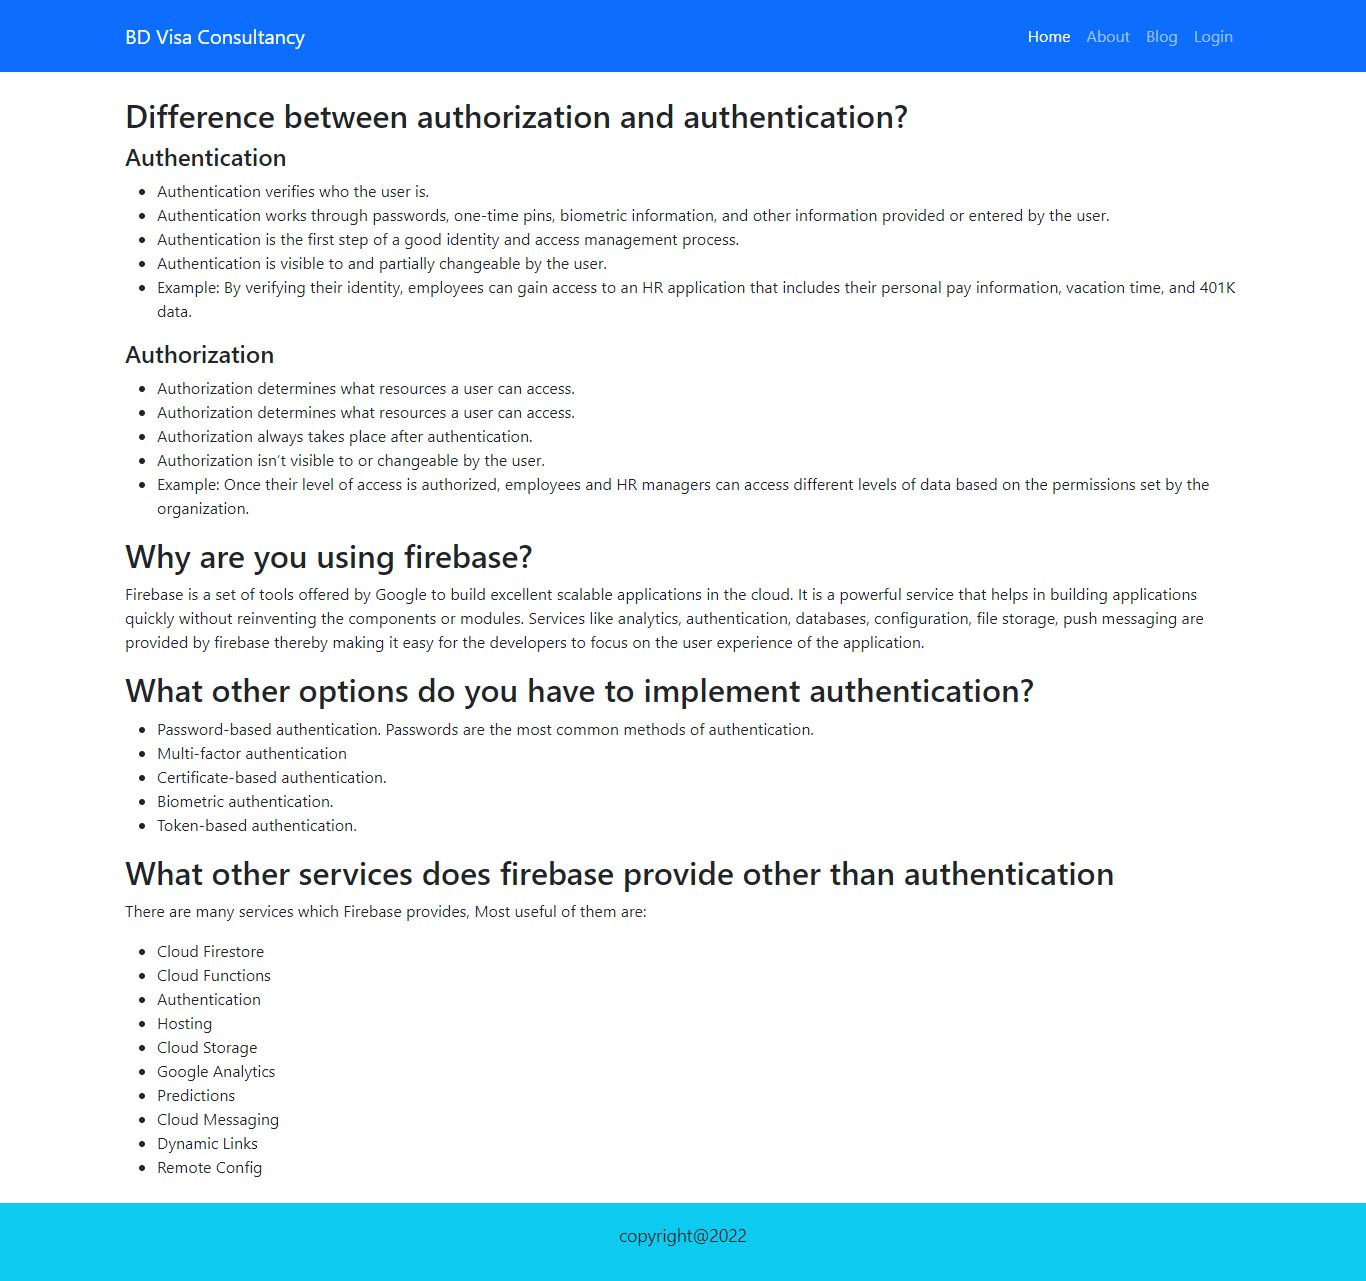 BD Visa Consultancy
Home About Blog Login
Difference between authorization and authentication?
Authentication
• Authentication verifies who the user is.
• Authentication works through passwords, one-time pins, biometric information, and other information provided or entered by the user.
• Authentication is the first step of a good identity and access management process.
• Authentication is visible to and partially changeable by the user.
• Example: By verifying their identity, employees can gain access to an HR application that includes their personal pay information, vacation time, and 401K
data.
Authorization
• Authorization determines what resources a user can access.
• Authorization determines what resources a user can access.
• Authorization always takes place after authentication.
• Authorization isn't visible to or changeable by the user.
• Example: Once their level of access is authorized, employees and HR managers can access different levels of data based on the permissions set by the
organization.
Why are you using firebase?
Firebase is a set of tools offered by Google to build excellent scalable applications in the cloud. It is a powerful service that helps in building applications
quickly without reinventing the components or modules. Services like analytics, authentication, databases, configuration, file storage, push messaging are
provided by firebase thereby making it easy for the developers to focus on the user experience of the application.
What other options do you have to implement authentication?
• Password-based authentication. Passwords are the most common methods of authentication.
• Multi-factor authentication
• Certificate-based authentication.
• Biometric authentication.
• Token-based authentication.
What other services does firebase provide other than authentication
There are many services which Firebase provides, Most useful of them are:
• Cloud Firestore
• Cloud Functions
• Authentication
• Hosting
• Cloud Storage
• Google Analytics
• Predictions
• Cloud Messaging
• Dynamic Links
• Remote Config
copyright@2022